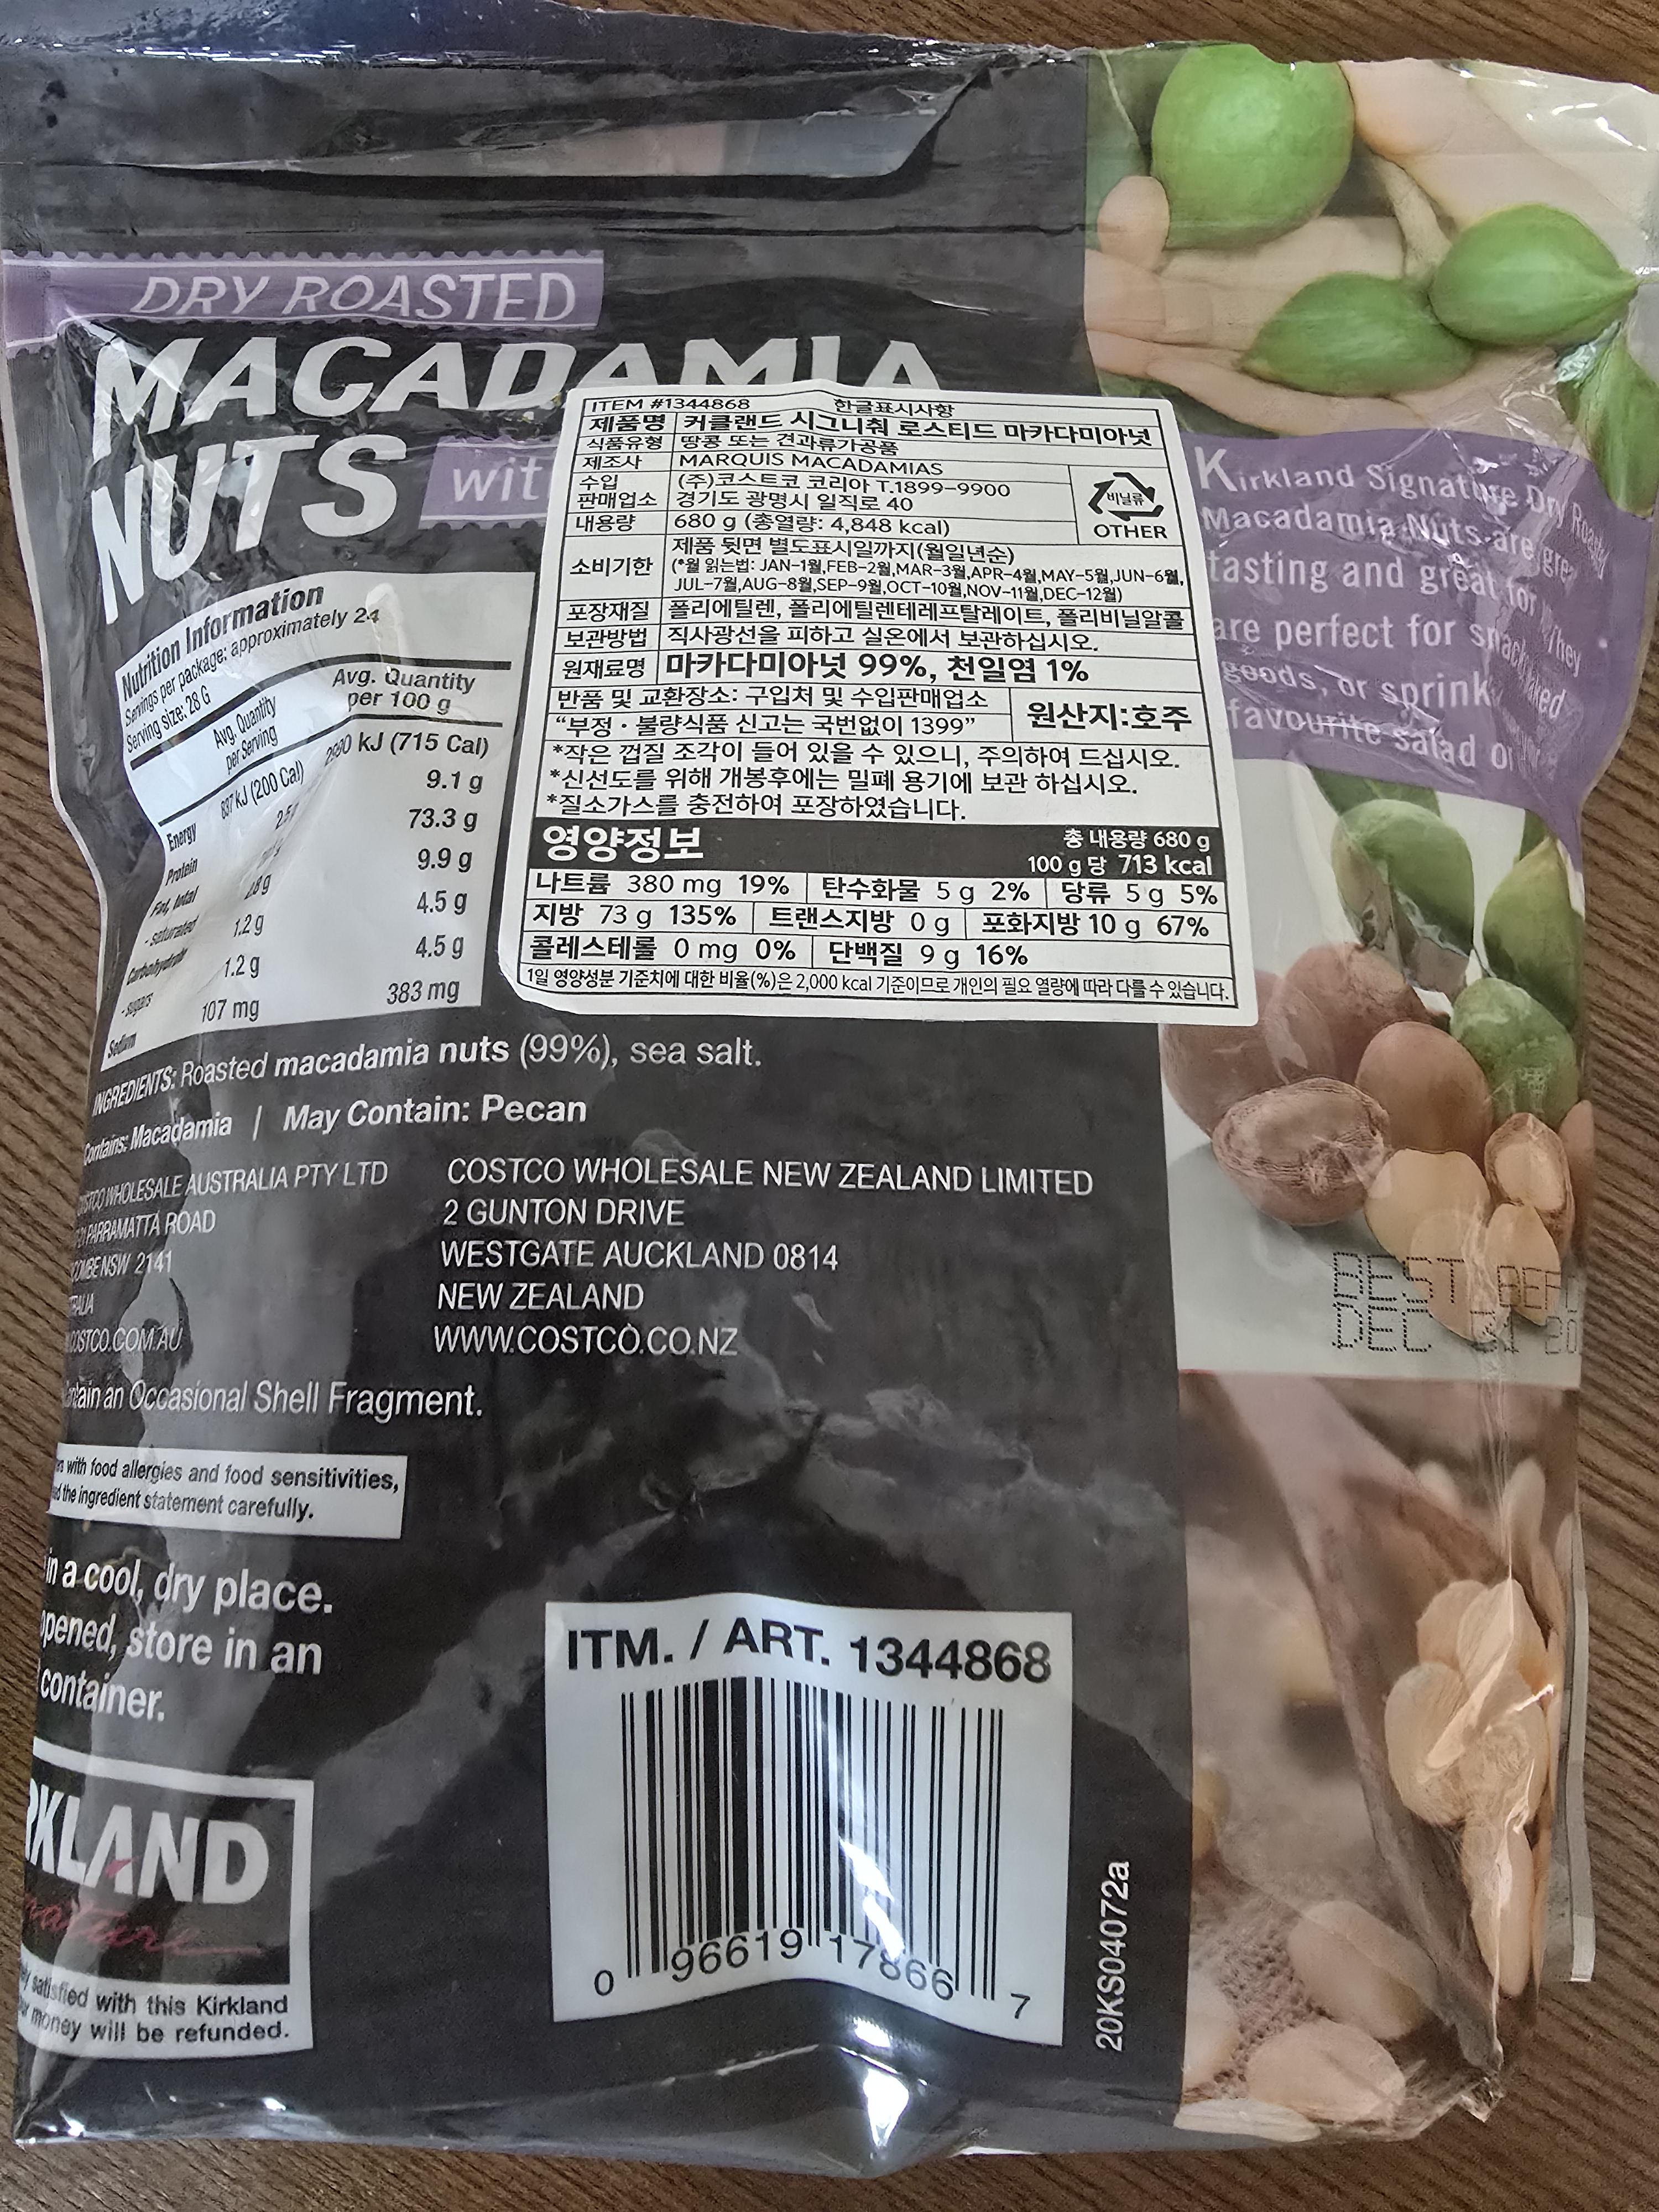 DRY ROASTED
MACADAMIA
NUTS
ITEM #1344868 한글표시사항
제품명 커클랜드 시그니춰 로스티드 마카다미아넛
식품유형 땅콩 또는 견과류가공품
제조사 MARQUIS MACADAMIAS
수입 (주)코스트코 코리아 T.1899-9900
판매업소 경기도 광명시 일직로 40
비닐류
OTHER
내용량 680 g (총열량: 4,848 kcal)
소비기한 제품 뒷면 별도표시일까지(월일년순)
(*월 읽는법: JAN-1월,FEB-2월,MAR-3월,APR-4월,MAY-5월,JUN-6월,
JUL-7월,AUG-8월,SEP-9월,OCT-10월,NOV-11월,DEC-12월)
포장재질 폴리에틸렌, 폴리에틸렌테레프탈레이트, 폴리비닐알콜
보관방법 직사광선을 피하고 실온에서 보관하십시오.
원재료명 마카다미아넛 99%, 천일염 1%
반품 및 교환장소: 구입처 및 수입판매업소
“부정 · 불량식품 신고는 국번없이 1399”
원산지:호주
*작은 껍질 조각이 들어 있을 수 있으니, 주의하여 드십시오.
*신선도를 위해 개봉후에는 밀폐 용기에 보관 하십시오.
*질소가스를 충전하여 포장하였습니다.
영양정보 총 내용량 680 g
100 g 당 713 kcal
나트륨 380 mg 19% 탄수화물 5 g 2% 당류 5 g 5%
지방 73 g 135% 트랜스지방 0 g 포화지방 10 g 67%
콜레스테롤 0 mg 0% 단백질 9 g 16%
1일 영양성분 기준치에 대한 비율(%)은 2,000 kcal 기준이므로 개인의 필요 열량에 따라 다를 수 있습니다.
Kirkland Signature Dry Roasted
Macadamia Nuts are great
tasting and great for
are perfect for They
goods, or
favourite salad
Nutrition Information
Servings per package: approximately 24
Serving size: 28 G
Avg. Quantity per Serving Avg. Quantity per 100 g
Energy 837 kJ (200 Cal) kJ (715 Cal)
Protein 9.1 g
Fat, total 73.3 g
- saturated 2.8 g 9.9 g
Carbohydrate 1.2 g 4.5 g
- sugars 1.2 g 4.5 g
Sodium 107 mg 383 mg
INGREDIENTS: Roasted macadamia nuts (99%), sea salt.
Contains: Macadamia | May Contain: Pecan
WHOLESALE AUSTRALIA PTY LTD
PARRAMATTA ROAD
NSW 2141
COSTCO WHOLESALE NEW ZEALAND LIMITED
2 GUNTON DRIVE
WESTGATE AUCKLAND 0814
NEW ZEALAND
WWW.COSTCO.CO.NZ
an Occasional Shell Fragment.
with food allergies and food sensitivities,
the ingredient statement carefully.
in a cool, dry place.
store in an
container.
BEST
DEC 31
ITM. / ART. 1344868
0 96619 17866 7
20KS04072a
satisfied with this Kirkland
money will be refunded.